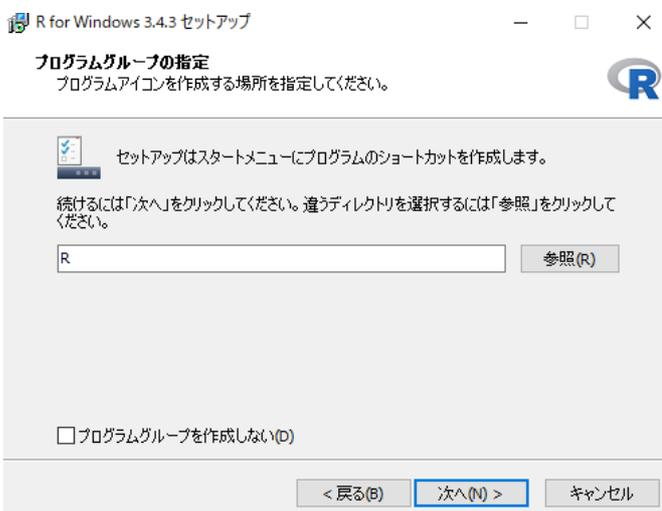 R for Windows 3.4.3 セットアップ
プログラムグループの指定
プログラムアイコンを作成する場所を指定してください。
R
セットアップはスタートメニューにプログラムのショートカットを作成します。
続けるには「次へ」をクリックしてください。違うディレクトリを選択するには「参照」をクリックして
ください。
R
参照(R)
プログラムグループを作成しない(D)
< 戻る(B)
次へ(N) >
キャンセル